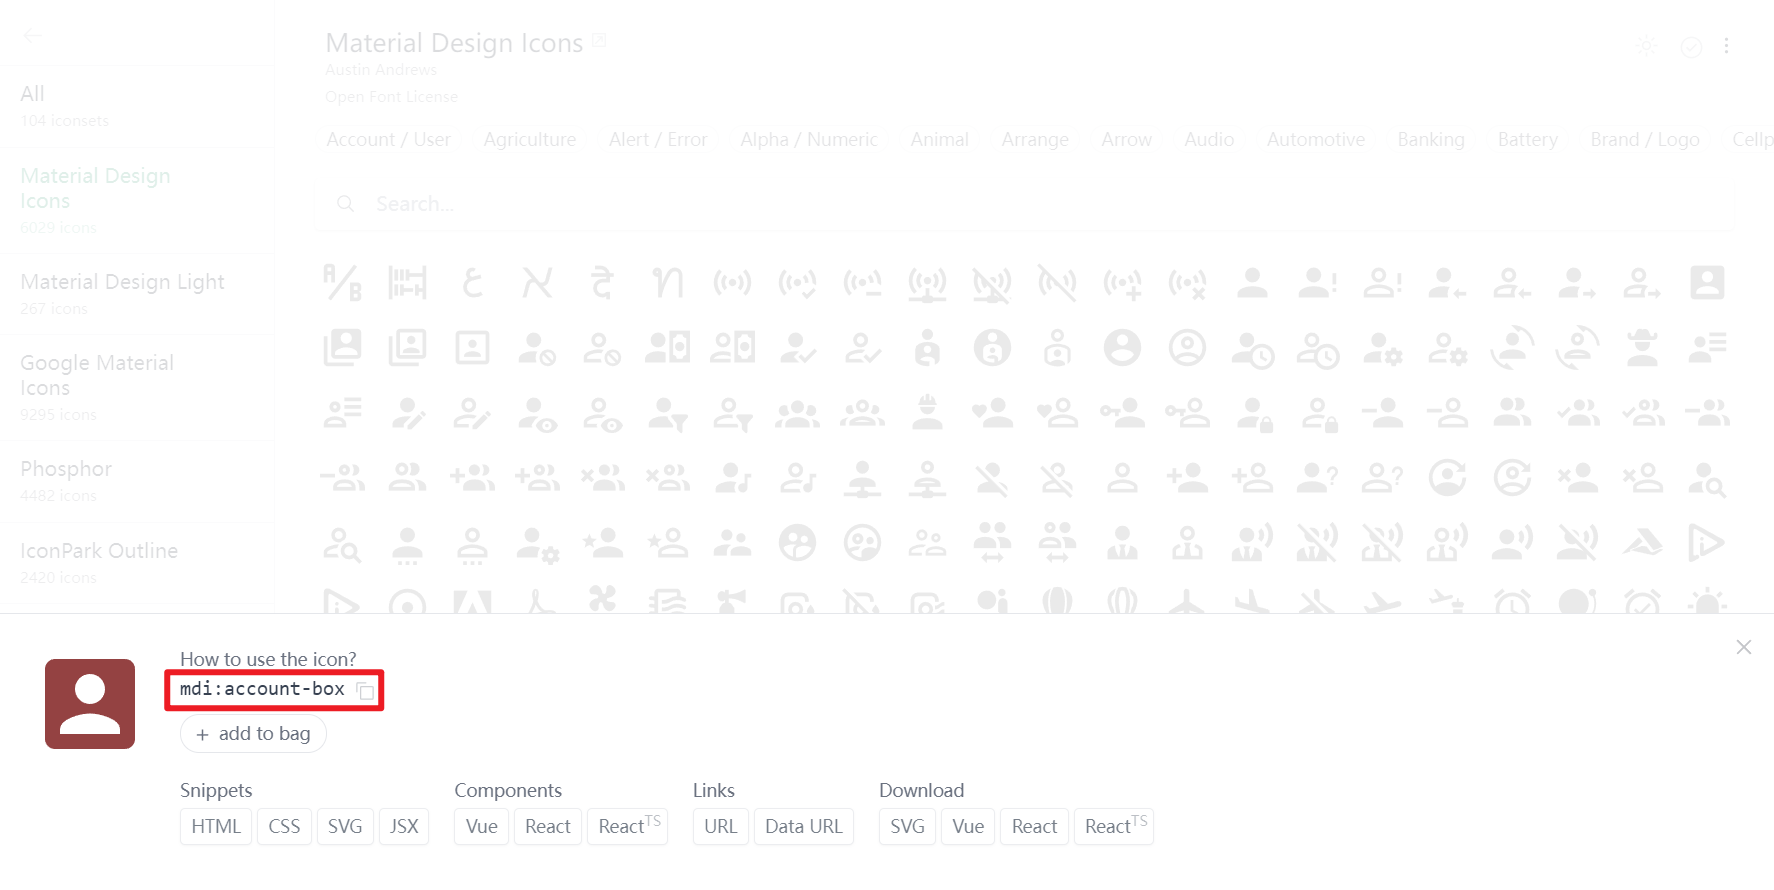 Material Design Icons
Austin Andrews
Open Font License
All
104 iconsets
Material Design
Icons
6029 icons
Material Design Light
267 icons
Google Material
Icons
9295 icons
Phosphor
4482 icons
IconPark Outline
2420 icons
Account / User Agriculture Alert / Error Alpha / Numeric Animal Arrange Arrow Audio Automotive Banking Battery Brand / Logo Cellp
Search...
How to use the icon?
mdi:account-box
+ add to bag
Snippets Components Links Download
HTML CSS SVG JSX Vue React ReactTS URL Data URL SVG Vue React ReactTS